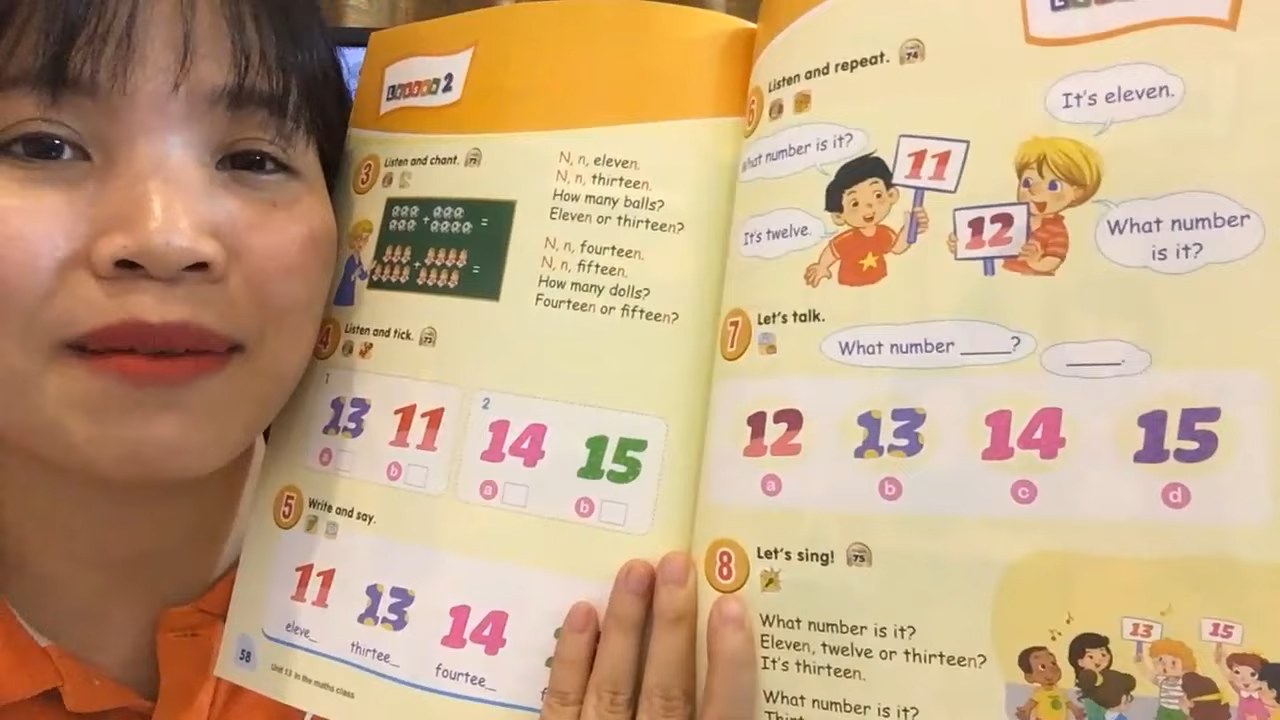 LESSON 2
3 Listen and chant.
N, n, eleven.
N, n, thirteen.
How many balls?
Eleven or thirteen?
N, n, fourteen.
N, n, fifteen.
How many dolls?
Fourteen or fifteen?
+ =
+ =
4 Listen and tick.
1
13 11
a b
2
14 15
a b
5 Write and say.
11 13 14
eleve_ thirtee_ fourtee_
58 Unit 13 In the maths class
6 Listen and repeat. 74
What number is it?
11
It's eleven.
It's twelve.
12
What number
is it?
7 Let's talk.
What number ____?
____.
12 13 14 15
a b c d
8 Let's sing! 75
What number is it?
Eleven, twelve or thirteen?
It's thirteen.
What number is it?
13 15